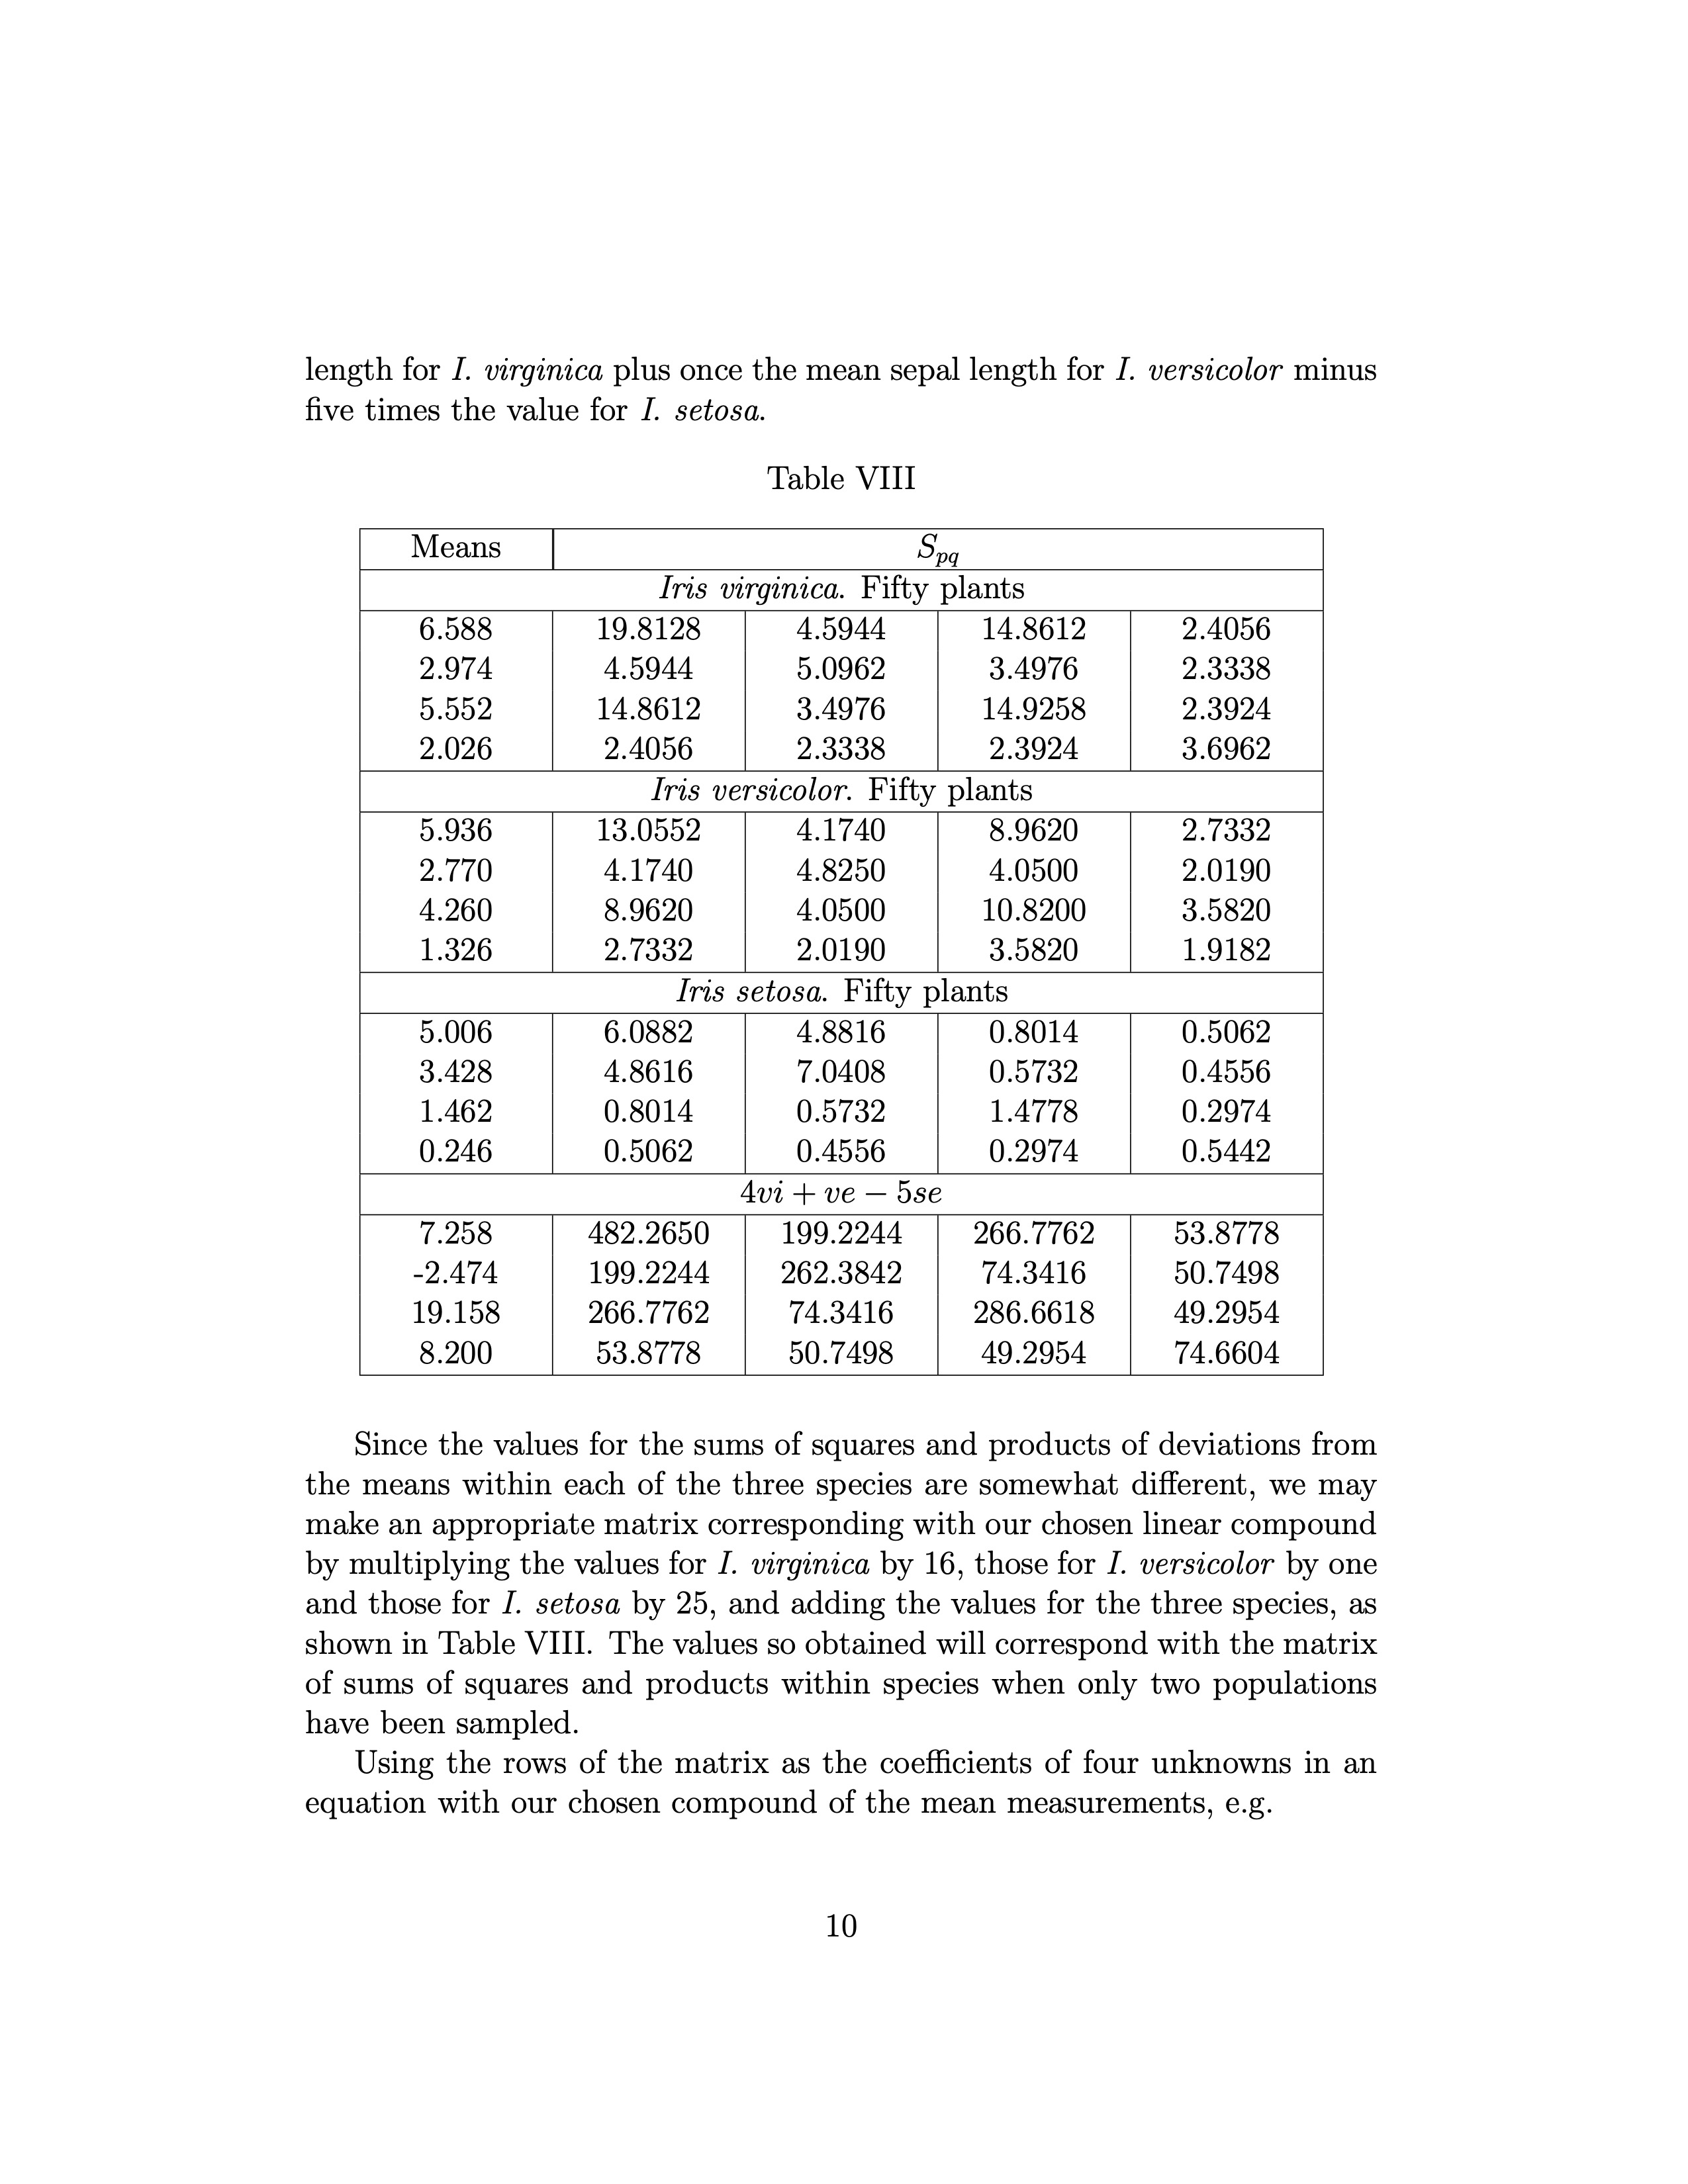 length for I. virginica plus once the mean sepal length for I. versicolor minus
five times the value for I. setosa.
Table VIII
Means S_pq
Iris virginica. Fifty plants
6.588 19.8128 4.5944 14.8612 2.4056
2.974 4.5944 5.0962 3.4976 2.3338
5.552 14.8612 3.4976 14.9258 2.3924
2.026 2.4056 2.3338 2.3924 3.6962
Iris versicolor. Fifty plants
5.936 13.0552 4.1740 8.9620 2.7332
2.770 4.1740 4.8250 4.0500 2.0190
4.260 8.9620 4.0500 10.8200 3.5820
1.326 2.7332 2.0190 3.5820 1.9182
Iris setosa. Fifty plants
5.006 6.0882 4.8816 0.8014 0.5062
3.428 4.8616 7.0408 0.5732 0.4556
1.462 0.8014 0.5732 1.4778 0.2974
0.246 0.5062 0.4556 0.2974 0.5442
4vi + ve − 5se
7.258 482.2650 199.2244 266.7762 53.8778
-2.474 199.2244 262.3842 74.3416 50.7498
19.158 266.7762 74.3416 286.6618 49.2954
8.200 53.8778 50.7498 49.2954 74.6604
Since the values for the sums of squares and products of deviations from
the means within each of the three species are somewhat different, we may
make an appropriate matrix corresponding with our chosen linear compound
by multiplying the values for I. virginica by 16, those for I. versicolor by one
and those for I. setosa by 25, and adding the values for the three species, as
shown in Table VIII. The values so obtained will correspond with the matrix
of sums of squares and products within species when only two populations
have been sampled.
Using the rows of the matrix as the coefficients of four unknowns in an
equation with our chosen compound of the mean measurements, e.g.
10